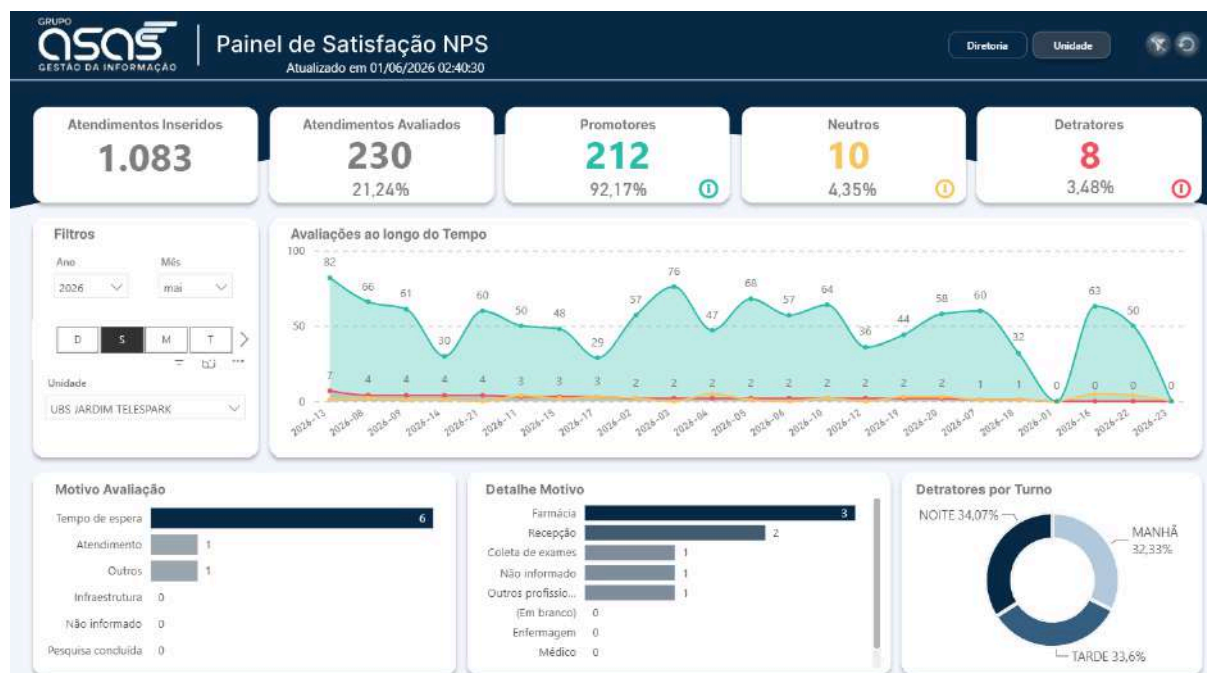 GRUPO
asas
GESTÃO DA INFORMAÇÃO
Painel de Satisfação NPS
Atualizado em 01/06/2026 02:40:30
Diretoria
Unidade
Atendimentos Inseridos
1.083
Atendimentos Avaliados
230
21,24%
Promotores
212
92,17%
Neutros
10
4,35%
Detratores
8
3,48%
Filtros
Ano
Mês
2026
mai
D S M T
Unidade
UBS JARDIM TELESPARK
Avaliações ao longo do Tempo
100
50
0
82 66 61 30 60 50 48 29 57 76 47 68 57 64 36 44 58 60 32 0 63 50 0
7 4 4 4 4 3 3 3 2 2 2 2 2 2 2 2 2 1 1 0 0 0
2026-13 2026-08 2026-09 2026-14 2026-21 2026-11 2026-15 2026-17 2026-02 2026-03 2026-04 2026-05 2026-06 2026-10 2026-12 2026-19 2026-20 2026-07 2026-18 2026-01 2026-16 2026-22 2026-23
Motivo Avaliação
Tempo de espera 6
Atendimento 1
Outros 1
Infraestrutura 0
Não informado 0
Pesquisa concluída 0
Detalhe Motivo
Farmácia 3
Recepção 2
Coleta de exames 1
Não informado 1
Outros profissio... 1
(Em branco) 0
Enfermagem 0
Médico 0
Detratores por Turno
NOITE 34,07%
MANHÃ
32,33%
TARDE 33,6%